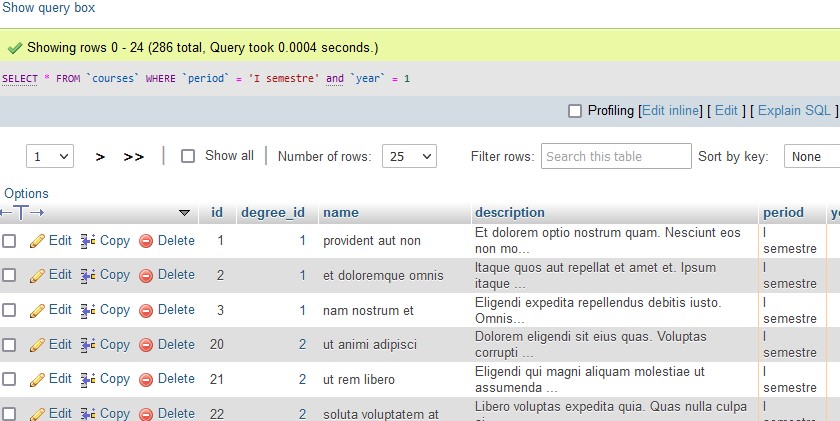 Show query box
Showing rows 0 - 24 (286 total, Query took 0.0004 seconds.)
SELECT * FROM `courses` WHERE `period` = 'I semestre' and `year` = 1
Profiling [Edit inline] [ Edit ] [ Explain SQL ]
1 > >> Show all Number of rows: 25 Filter rows: Search this table Sort by key: None
Options
id degree_id name description period
Edit Copy Delete 1 1 provident aut non Et dolorem optio nostrum quam. Nesciunt eos non mo... I semestre
Edit Copy Delete 2 1 et doloremque omnis Itaque quos aut repellat et amet et. Ipsum itaque ... I semestre
Edit Copy Delete 3 1 nam nostrum et Eligendi expedita repellendus debitis iusto. Omnis... I semestre
Edit Copy Delete 20 2 ut animi adipisci Dolorem eligendi sit eius quas. Voluptas corrupti ... I semestre
Edit Copy Delete 21 2 ut rem libero Eligendi qui magni aliquam molestiae ut assumenda ... I semestre
Edit Copy Delete 22 2 soluta voluptatem at Libero voluptas expedita quia. Quas nulla culpa I